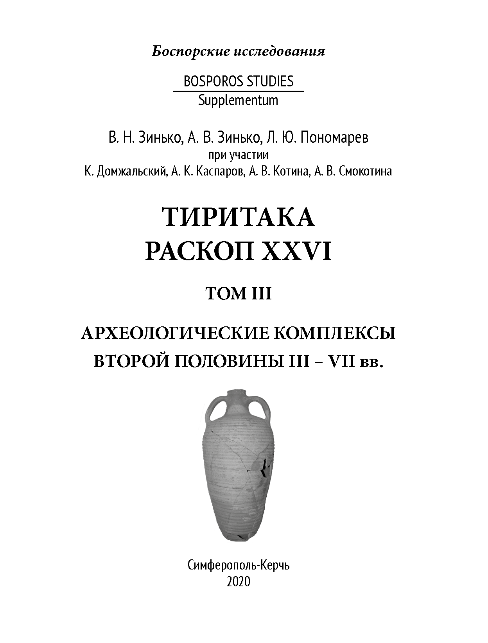 Боспорские исследования
BOSPOROS STUDIES
Supplementum
В. Н. Зинько, А. В. Зинько, Л. Ю. Пономарев
при участии
К. Домжальский, А. К. Каспаров, А. В. Котина, А. В. Смокотина
ТИРИТАКА
РАСКОП XXVI
ТОМ III
АРХЕОЛОГИЧЕСКИЕ КОМПЛЕКСЫ
ВТОРОЙ ПОЛОВИНЫ III – VII вв.
Симферополь-Керчь
2020